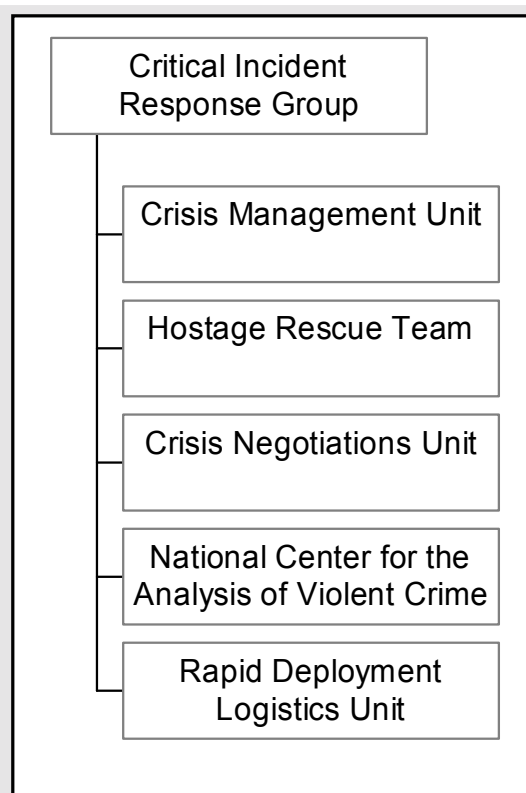 Critical Incident
Response Group
Crisis Management Unit
Hostage Rescue Team
Crisis Negotiations Unit
National Center for the
Analysis of Violent Crime
Rapid Deployment
Logistics Unit